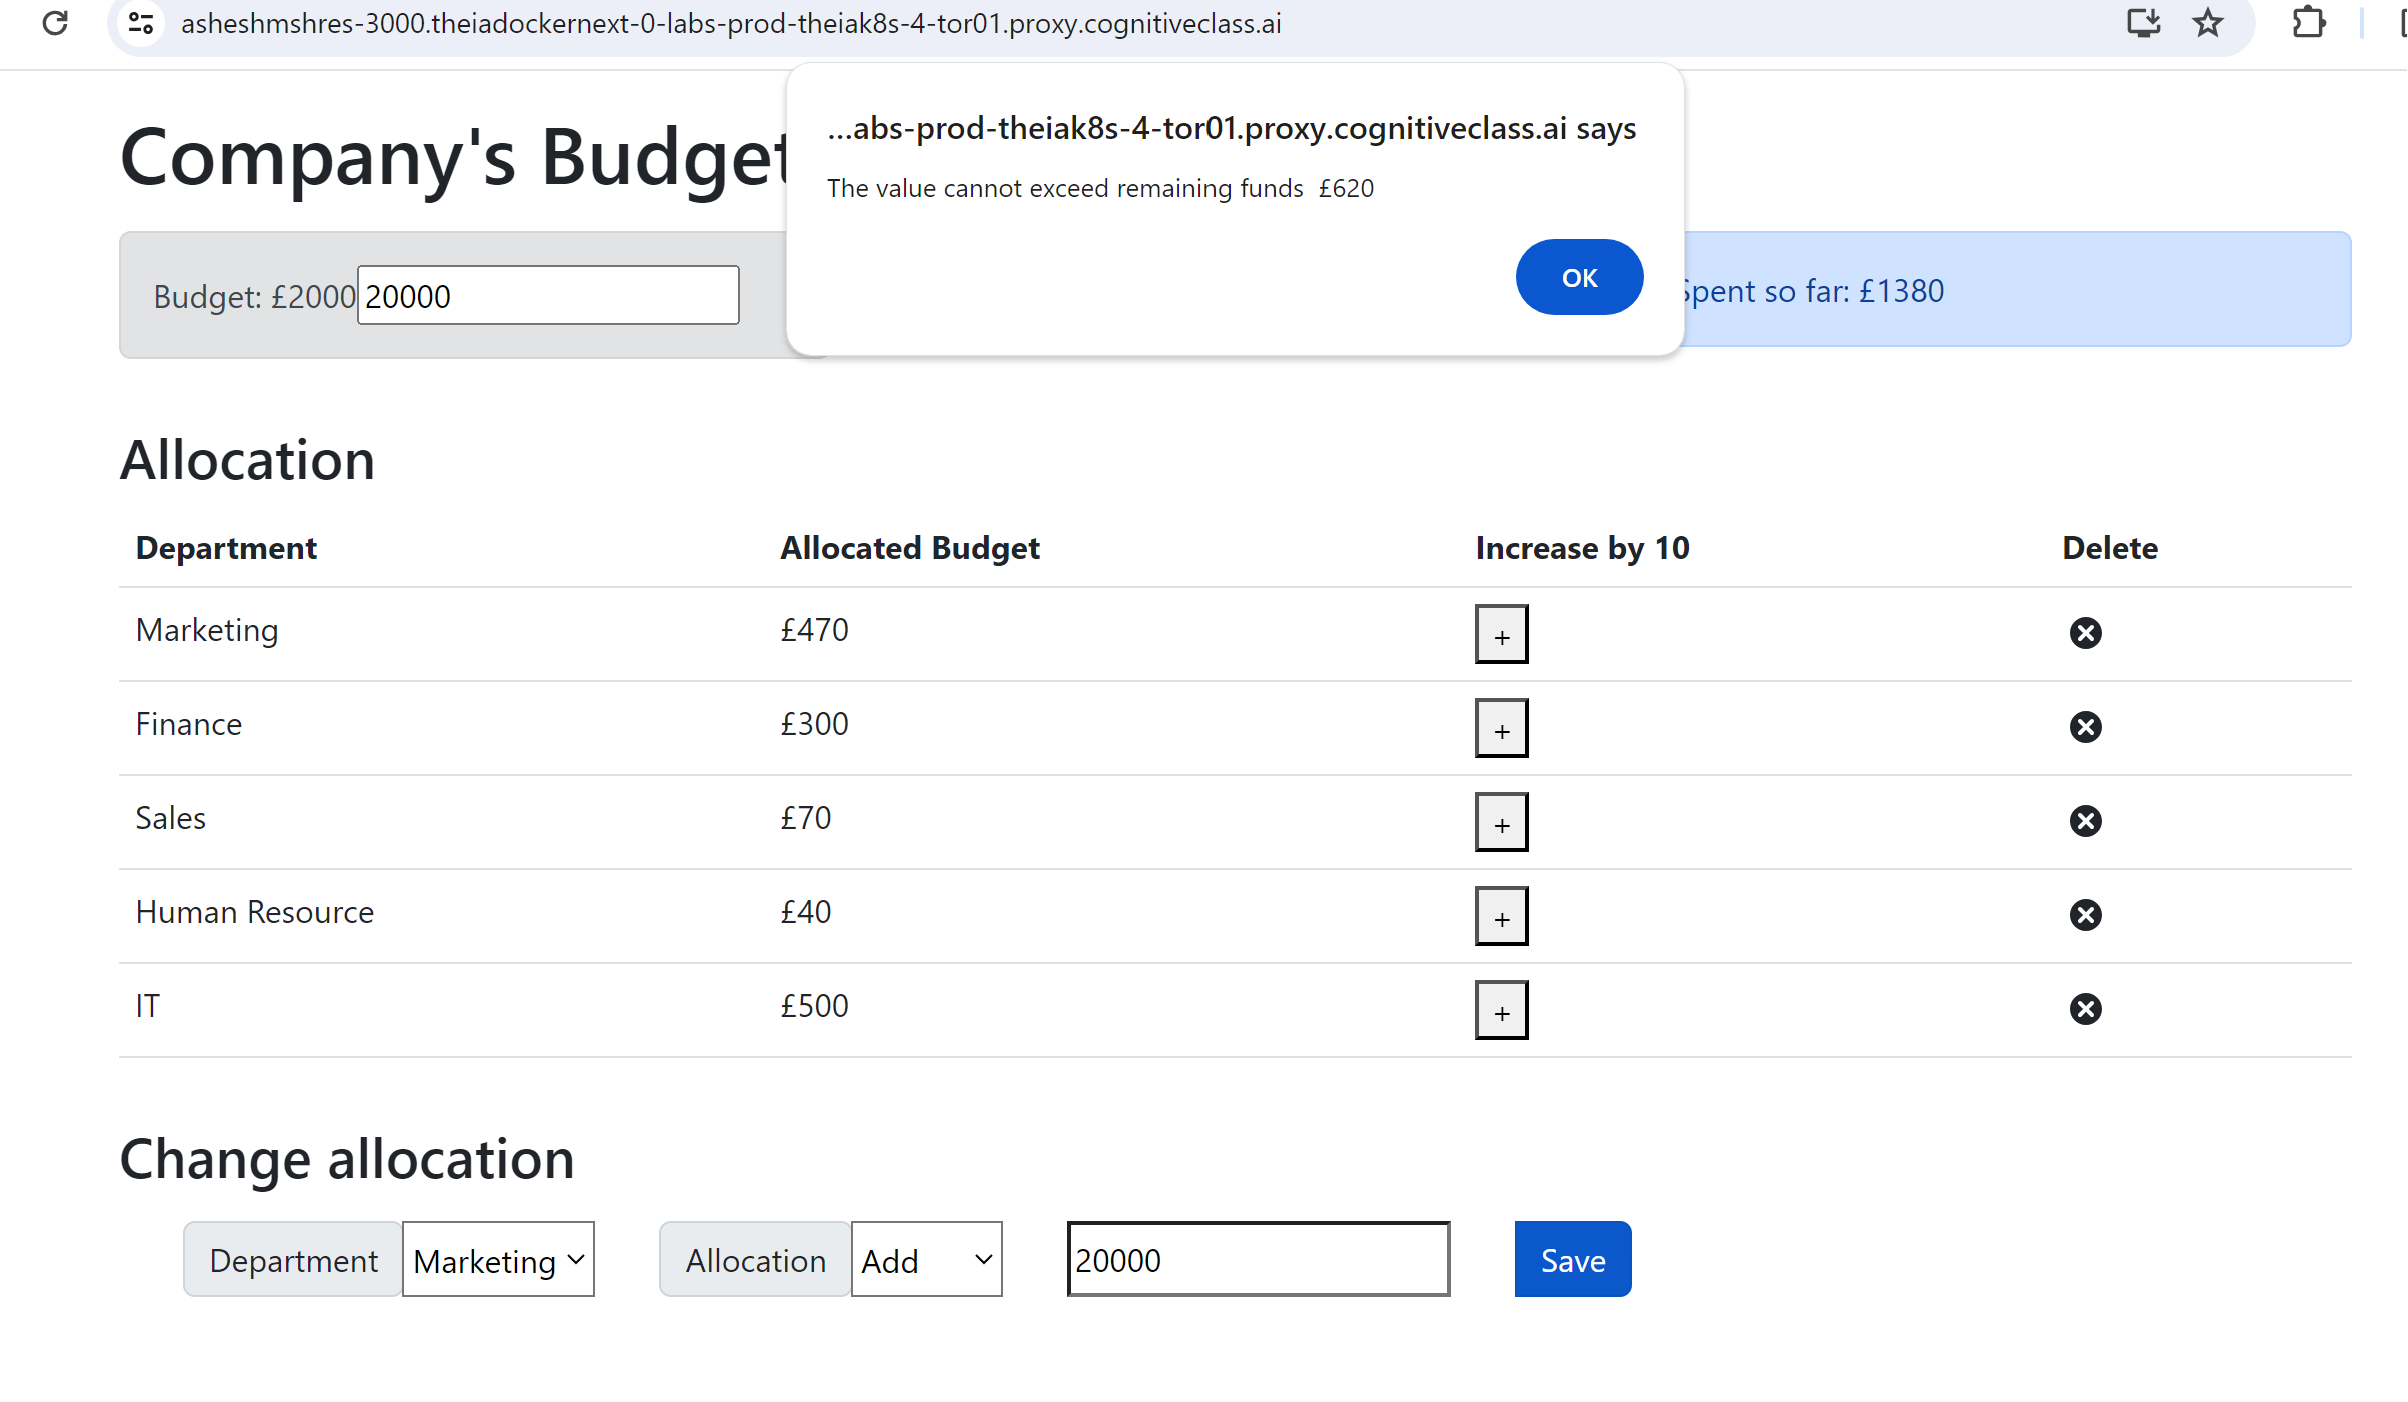 asheshmshres-3000.theiadockernext-0-labs-prod-theiak8s-4-tor01.proxy.cognitiveclass.ai
...abs-prod-theiak8s-4-tor01.proxy.cognitiveclass.ai says
The value cannot exceed remaining funds £620
OK
Company's Budget
Budget: £2000 20000
Spent so far: £1380
Allocation
Department Allocated Budget Increase by 10 Delete
Marketing £470 +
Finance £300 +
Sales £70 +
Human Resource £40 +
IT £500 +
Change allocation
Department Marketing Allocation Add 20000 Save